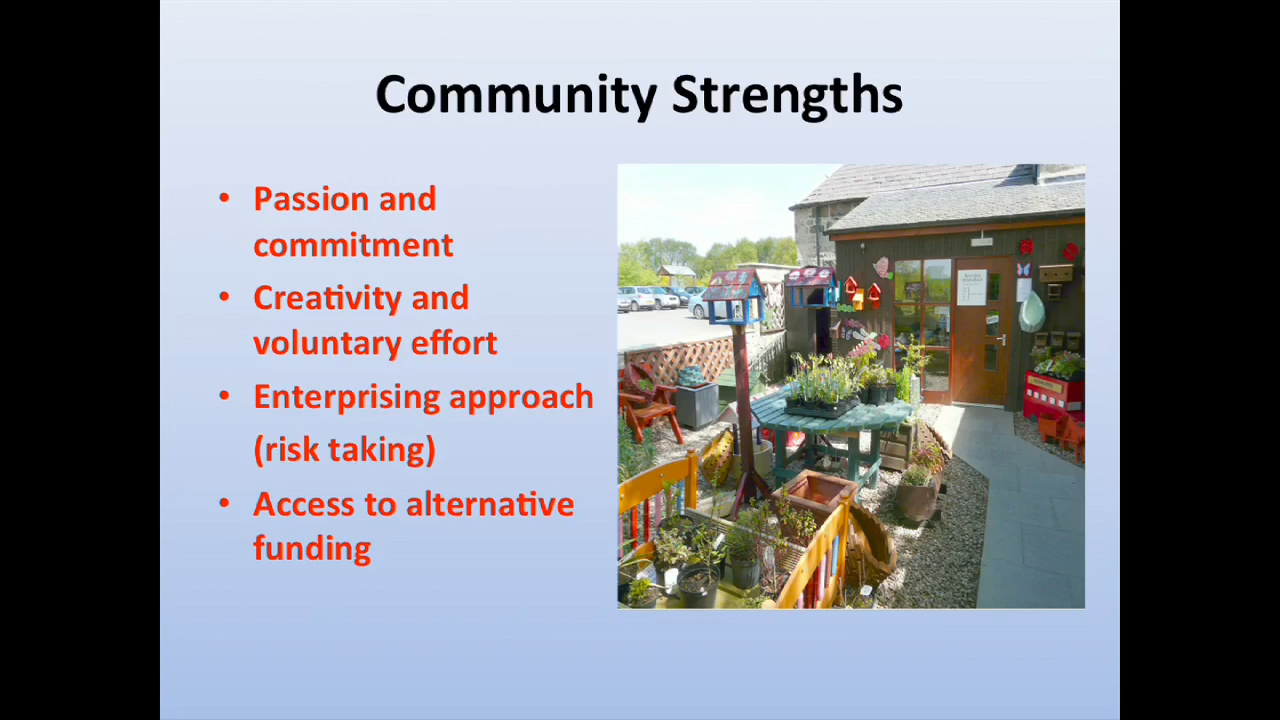 Community Strengths
• Passion and
commitment
• Creativity and
voluntary effort
• Enterprising approach
(risk taking)
• Access to alternative
funding